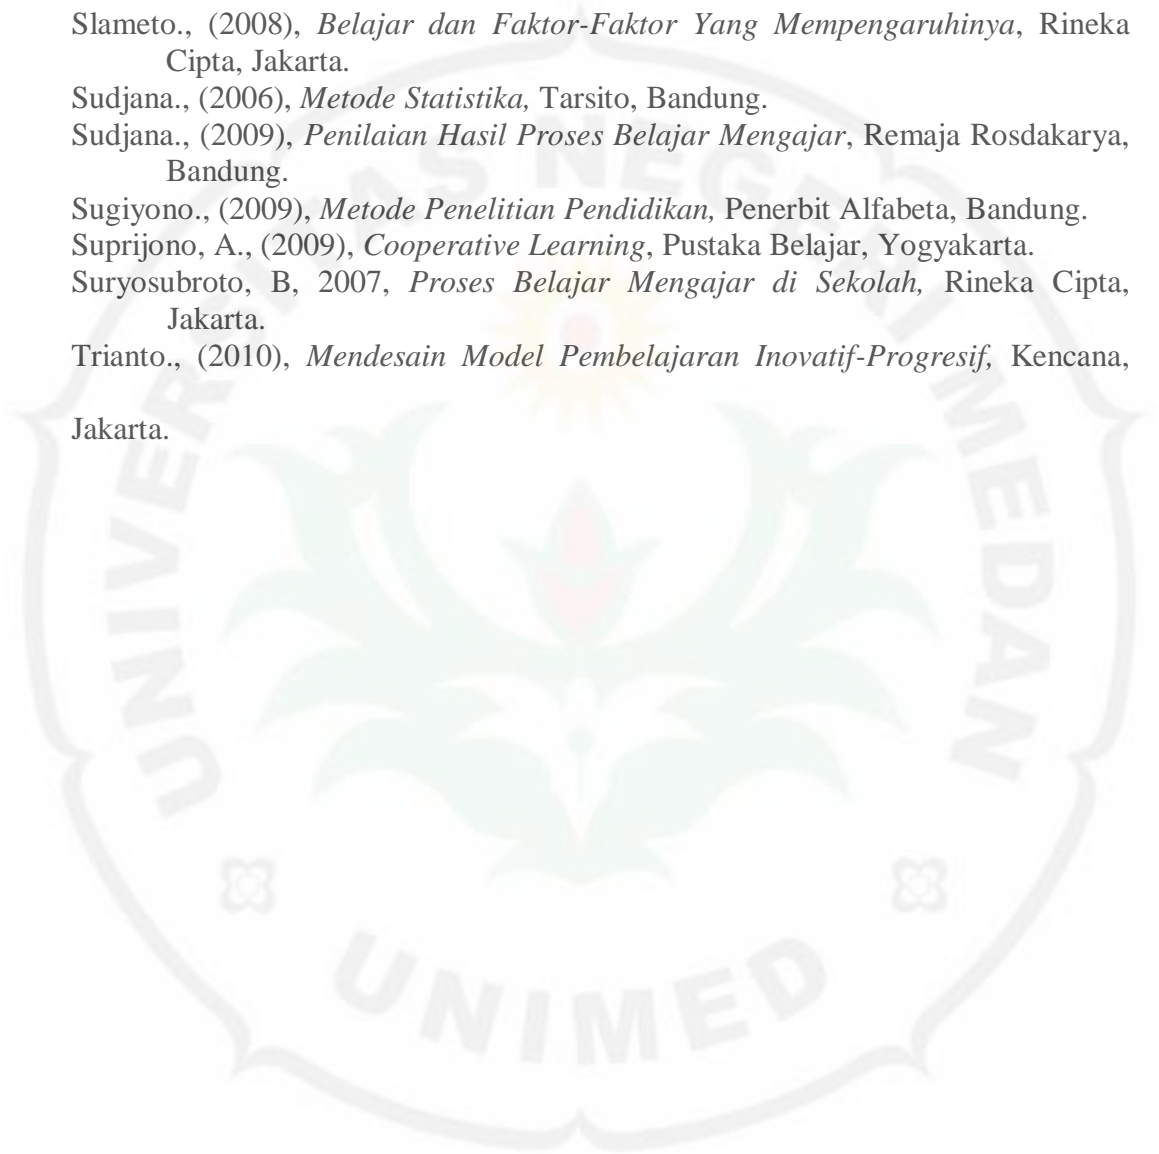 Slameto., (2008), Belajar dan Faktor-Faktor Yang Mempengaruhinya, Rineka
Cipta, Jakarta.
Sudjana., (2006), Metode Statistika, Tarsito, Bandung.
Sudjana., (2009), Penilaian Hasil Proses Belajar Mengajar, Remaja Rosdakarya,
Bandung.
Sugiyono., (2009), Metode Penelitian Pendidikan, Penerbit Alfabeta, Bandung.
Suprijono, A., (2009), Cooperative Learning, Pustaka Belajar, Yogyakarta.
Suryosubroto, B, 2007, Proses Belajar Mengajar di Sekolah, Rineka Cipta,
Jakarta.
Trianto., (2010), Mendesain Model Pembelajaran Inovatif-Progresif, Kencana,
Jakarta.
UNIVERSITAS NEGERI MEDAN
UNIMED